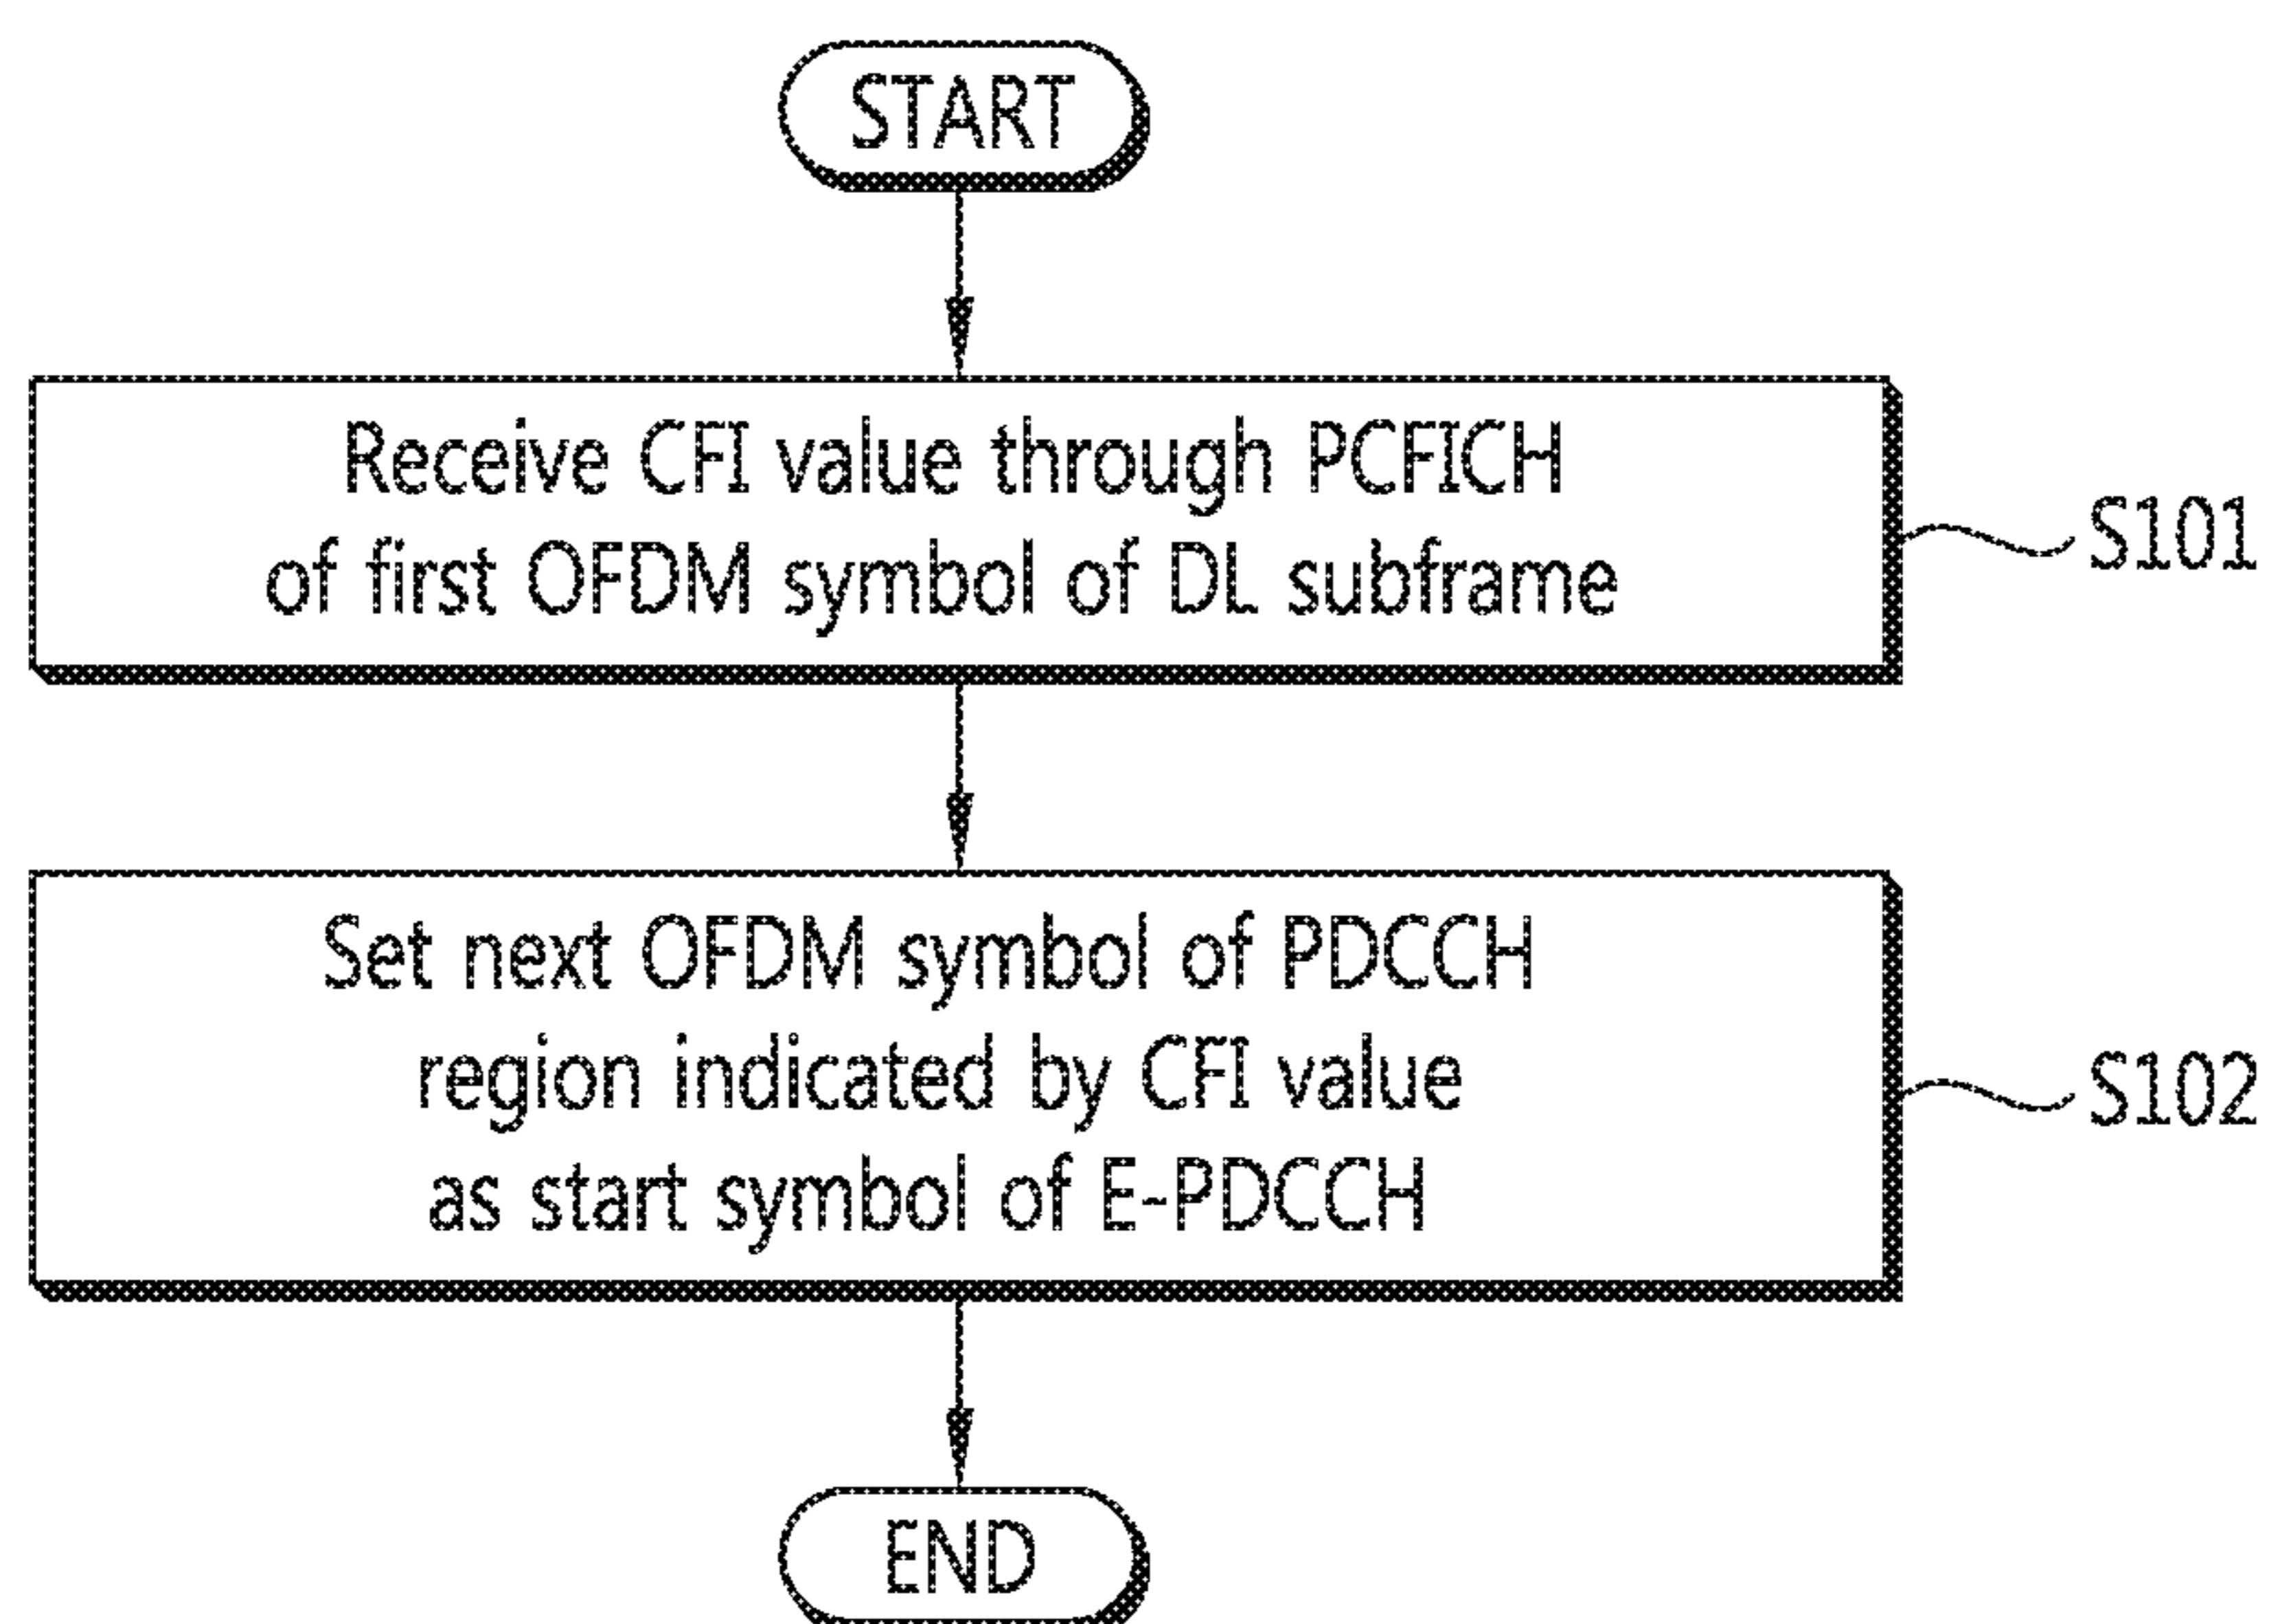 START
Receive CFI value through PCFICH
of first OFDM symbol of DL subframe
S101
Set next OFDM symbol of PDCCH
region indicated by CFI value
as start symbol of E-PDCCH
S102
END